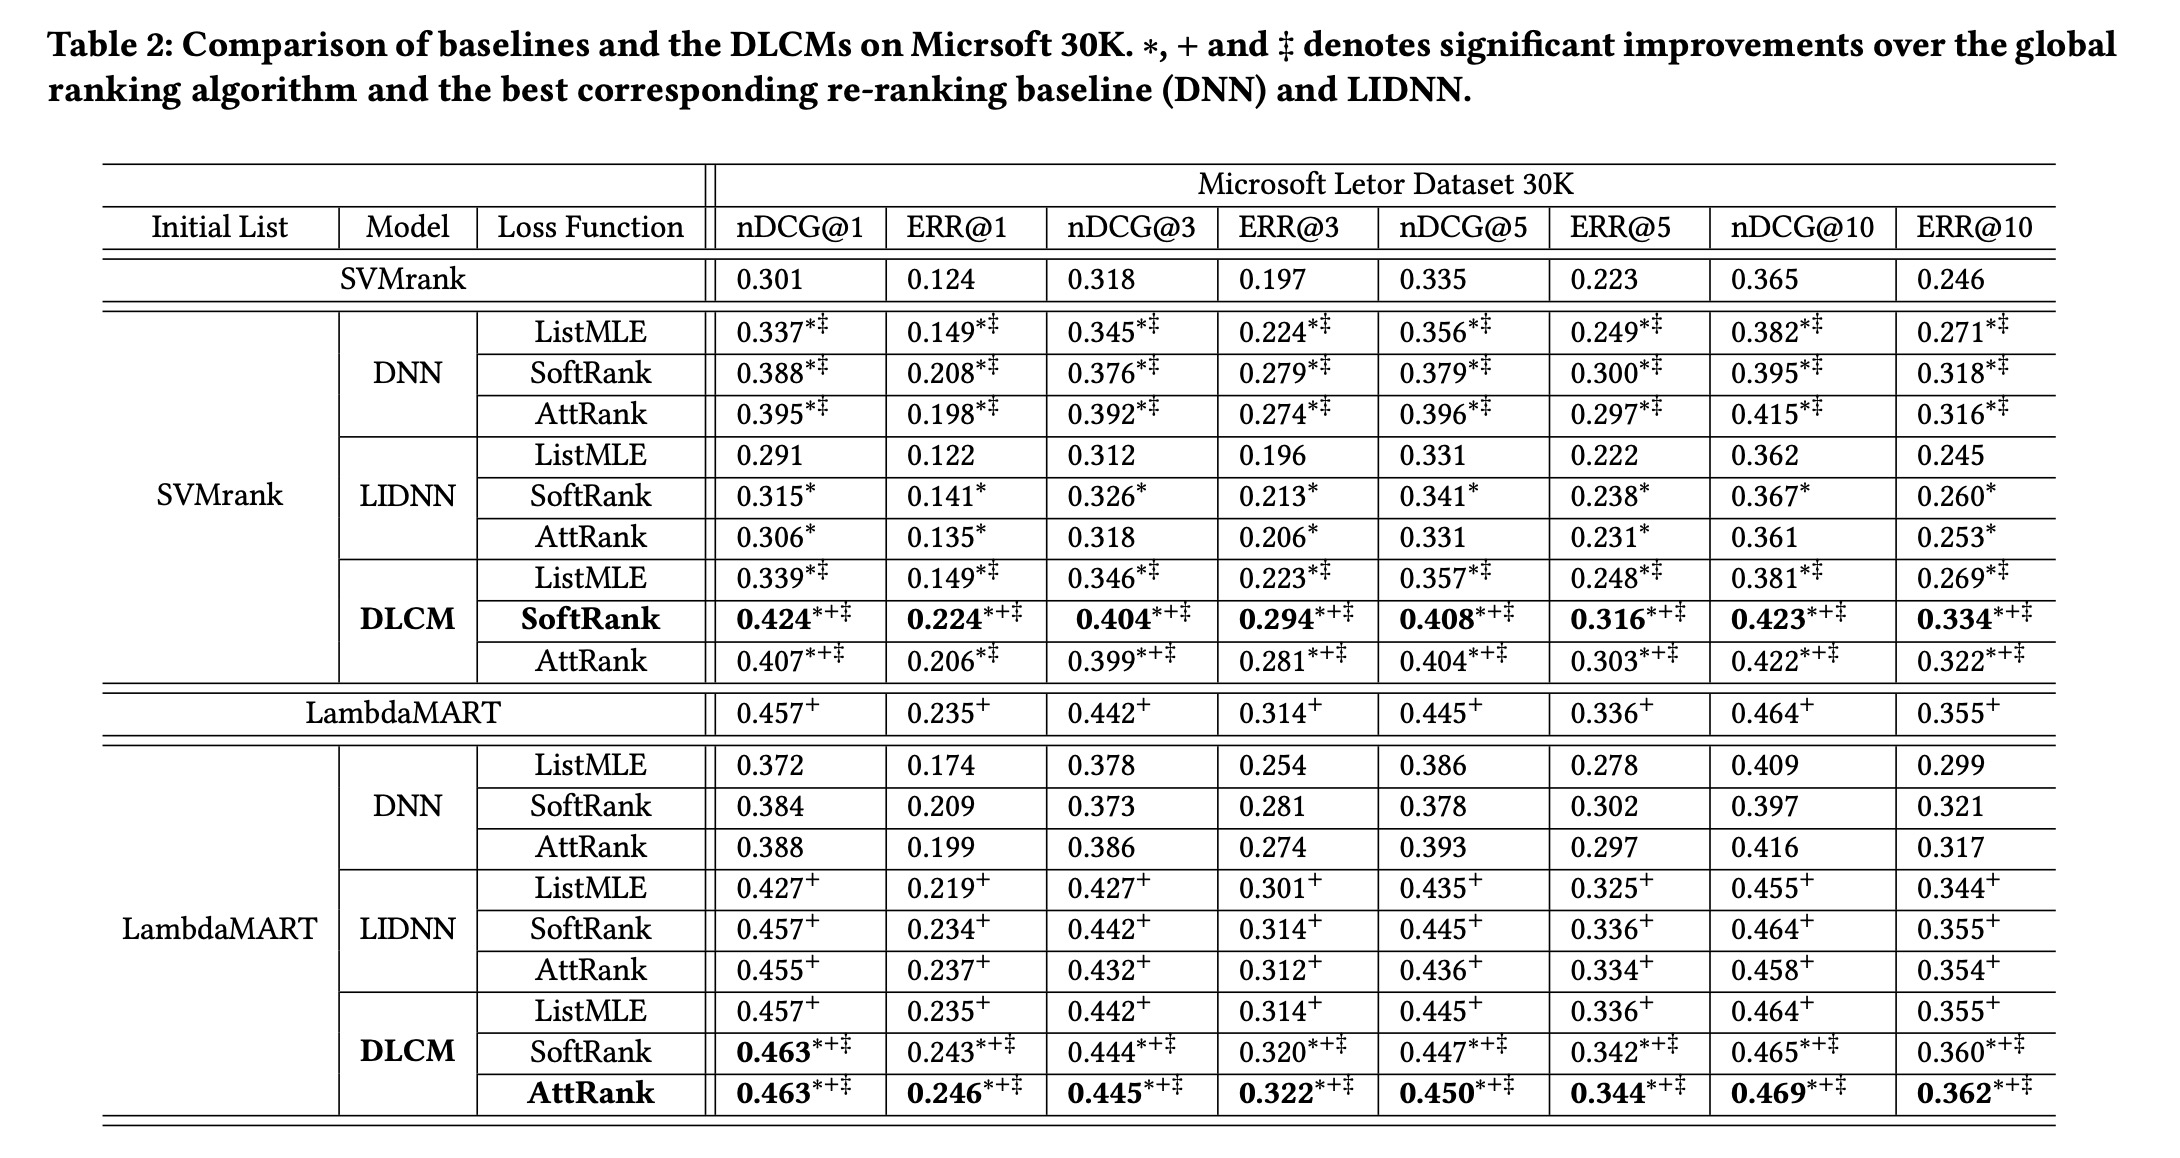 Table 2: Comparison of baselines and the DLCMs on Micrsoft 30K. ∗, + and ‡ denotes significant improvements over the global
ranking algorithm and the best corresponding re-ranking baseline (DNN) and LIDNN.
Microsoft Letor Dataset 30K
Initial List Model Loss Function nDCG@1 ERR@1 nDCG@3 ERR@3 nDCG@5 ERR@5 nDCG@10 ERR@10
SVMrank 0.301 0.124 0.318 0.197 0.335 0.223 0.365 0.246
ListMLE 0.337*‡ 0.149*‡ 0.345*‡ 0.224*‡ 0.356*‡ 0.249*‡ 0.382*‡ 0.271*‡
DNN SoftRank 0.388*‡ 0.208*‡ 0.376*‡ 0.279*‡ 0.379*‡ 0.300*‡ 0.395*‡ 0.318*‡
AttRank 0.395*‡ 0.198*‡ 0.392*‡ 0.274*‡ 0.396*‡ 0.297*‡ 0.415*‡ 0.316*‡
ListMLE 0.291 0.122 0.312 0.196 0.331 0.222 0.362 0.245
SVMrank LIDNN SoftRank 0.315* 0.141* 0.326* 0.213* 0.341* 0.238* 0.367* 0.260*
AttRank 0.306* 0.135* 0.318 0.206* 0.331 0.231* 0.361 0.253*
ListMLE 0.339*‡ 0.149*‡ 0.346*‡ 0.223*‡ 0.357*‡ 0.248*‡ 0.381*‡ 0.269*‡
DLCM SoftRank 0.424*+‡ 0.224*+‡ 0.404*+‡ 0.294*+‡ 0.408*+‡ 0.316*+‡ 0.423*+‡ 0.334*+‡
AttRank 0.407*+‡ 0.206*‡ 0.399*+‡ 0.281*+‡ 0.404*+‡ 0.303*+‡ 0.422*+‡ 0.322*+‡
LambdaMART 0.457+ 0.235+ 0.442+ 0.314+ 0.445+ 0.336+ 0.464+ 0.355+
ListMLE 0.372 0.174 0.378 0.254 0.386 0.278 0.409 0.299
DNN SoftRank 0.384 0.209 0.373 0.281 0.378 0.302 0.397 0.321
AttRank 0.388 0.199 0.386 0.274 0.393 0.297 0.416 0.317
ListMLE 0.427+ 0.219+ 0.427+ 0.301+ 0.435+ 0.325+ 0.455+ 0.344+
LambdaMART LIDNN SoftRank 0.457+ 0.234+ 0.442+ 0.314+ 0.445+ 0.336+ 0.464+ 0.355+
AttRank 0.455+ 0.237+ 0.432+ 0.312+ 0.436+ 0.334+ 0.458+ 0.354+
ListMLE 0.457+ 0.235+ 0.442+ 0.314+ 0.445+ 0.336+ 0.464+ 0.355+
DLCM SoftRank 0.463*+‡ 0.243*+‡ 0.444*+‡ 0.320*+‡ 0.447*+‡ 0.342*+‡ 0.465*+‡ 0.360*+‡
AttRank 0.463*+‡ 0.246*+‡ 0.445*+‡ 0.322*+‡ 0.450*+‡ 0.344*+‡ 0.469*+‡ 0.362*+‡